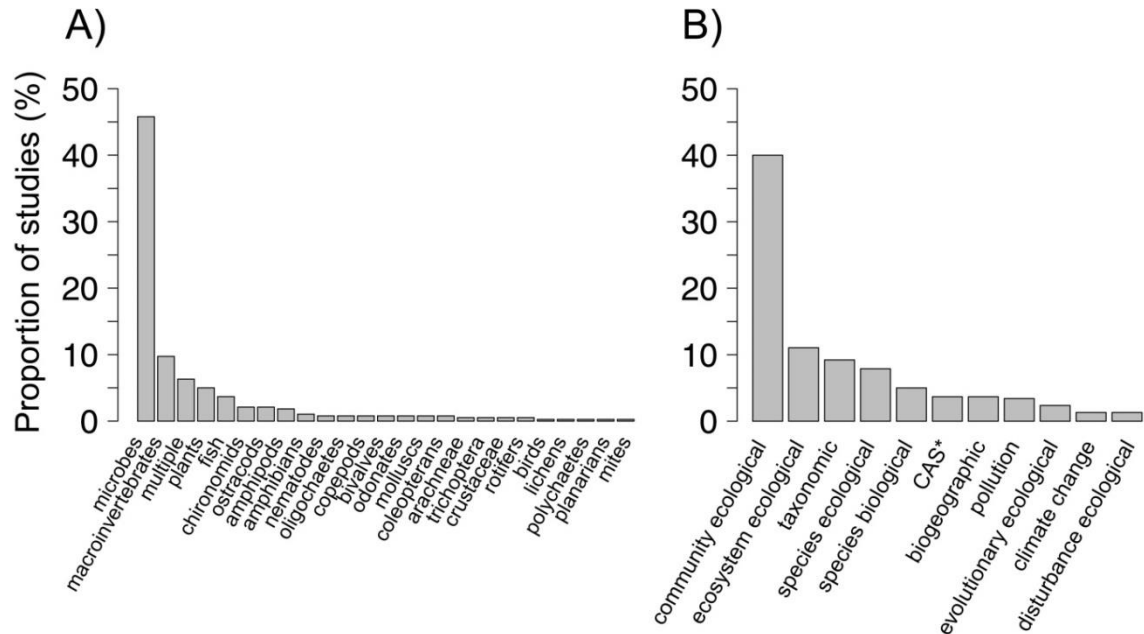 A)
Proportion of studies (%)
50
40
30
20
10
0
microbes
macroinvertebrates
multiple
plants
fish
chironomids
ostracods
amphipods
amphibians
nematodes
oligochaetes
copepods
bivalves
odonates
molluscs
coleopterans
arachneae
trichoptera
crustaceae
rotifers
birds
lichens
polychaetes
planarians
mites
B)
50
40
30
20
10
0
community ecological
ecosystem ecological
taxonomic
species ecological
species biological
CAS*
biogeographic
pollution
evolutionary ecological
climate change
disturbance ecological